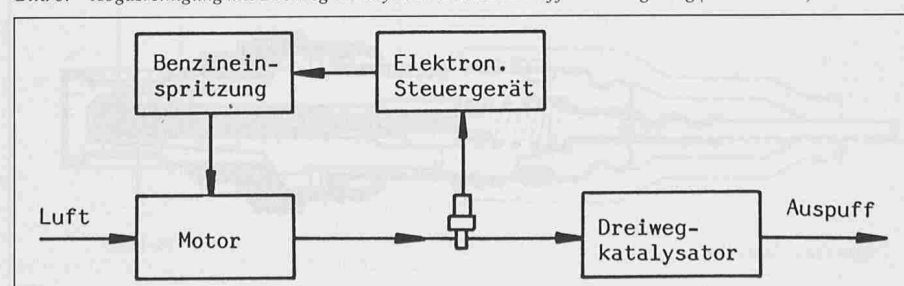 Benzinein-
spritzung
Elektron.
Steuergerät
Luft
Motor
Dreiweg-
katalysator
Auspuff